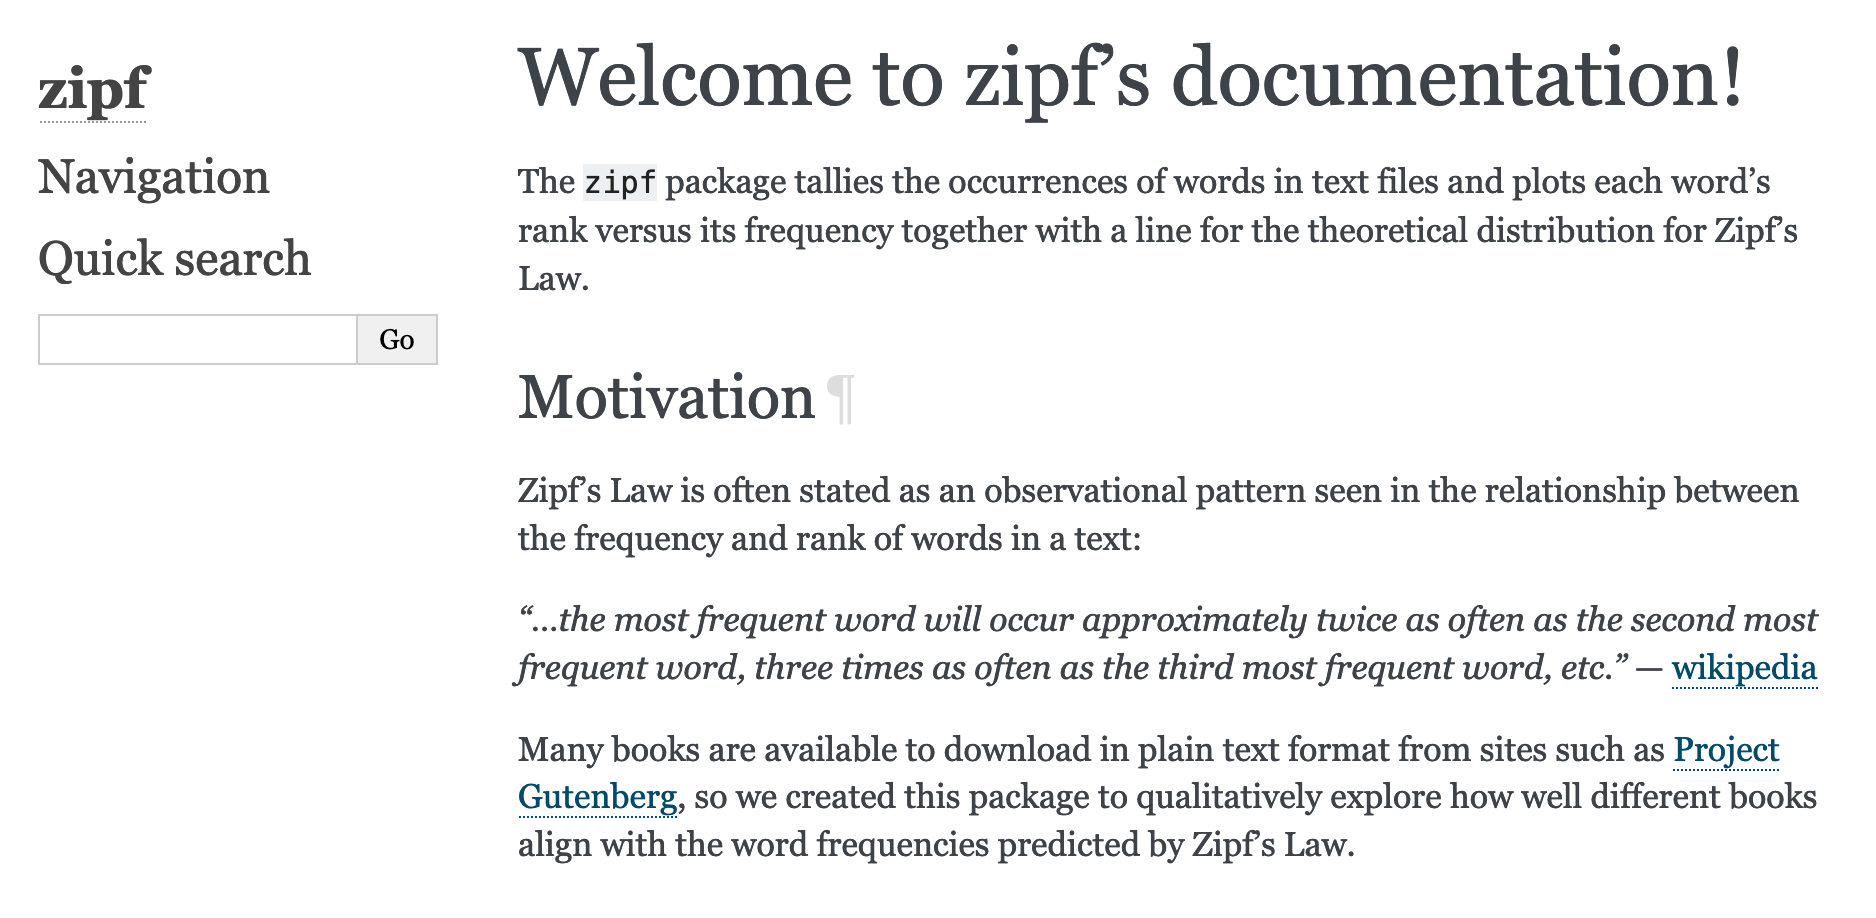 zipf
Navigation
Quick search
Go
Welcome to zipf’s documentation!
The zipf package tallies the occurrences of words in text files and plots each word’s
rank versus its frequency together with a line for the theoretical distribution for Zipf’s
Law.
Motivation¶
Zipf’s Law is often stated as an observational pattern seen in the relationship between
the frequency and rank of words in a text:
“…the most frequent word will occur approximately twice as often as the second most
frequent word, three times as often as the third most frequent word, etc.” — wikipedia
Many books are available to download in plain text format from sites such as Project
Gutenberg, so we created this package to qualitatively explore how well different books
align with the word frequencies predicted by Zipf’s Law.